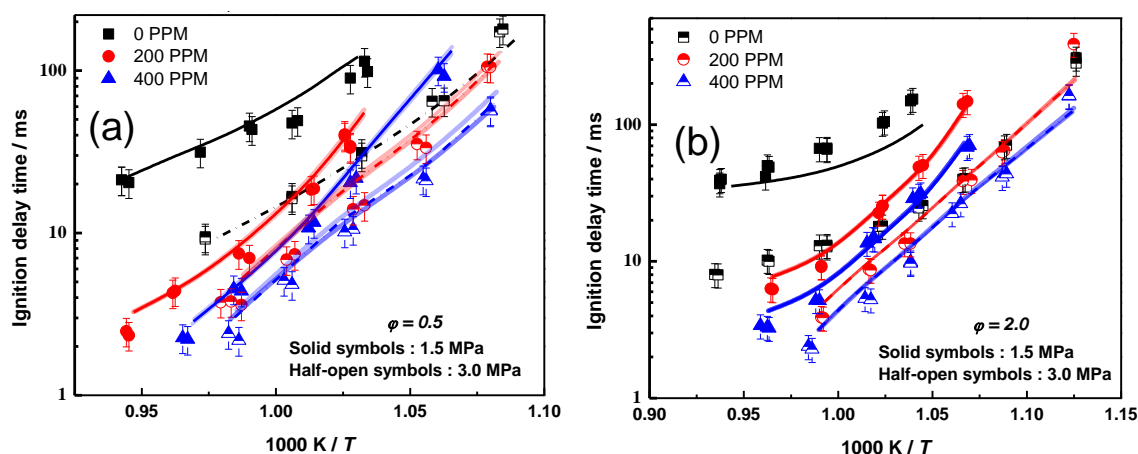 0 PPM
200 PPM
400 PPM
(a)
Ignition delay time / ms
100
10
1
φ = 0.5
Solid symbols : 1.5 MPa
Half-open symbols : 3.0 MPa
0.95
1.00
1.05
1.10
1000 K / T
0 PPM
200 PPM
400 PPM
(b)
Ignition delay time / ms
100
10
1
φ = 2.0
Solid symbols : 1.5 MPa
Half-open symbols : 3.0 MPa
0.90
0.95
1.00
1.05
1.10
1.15
1000 K / T